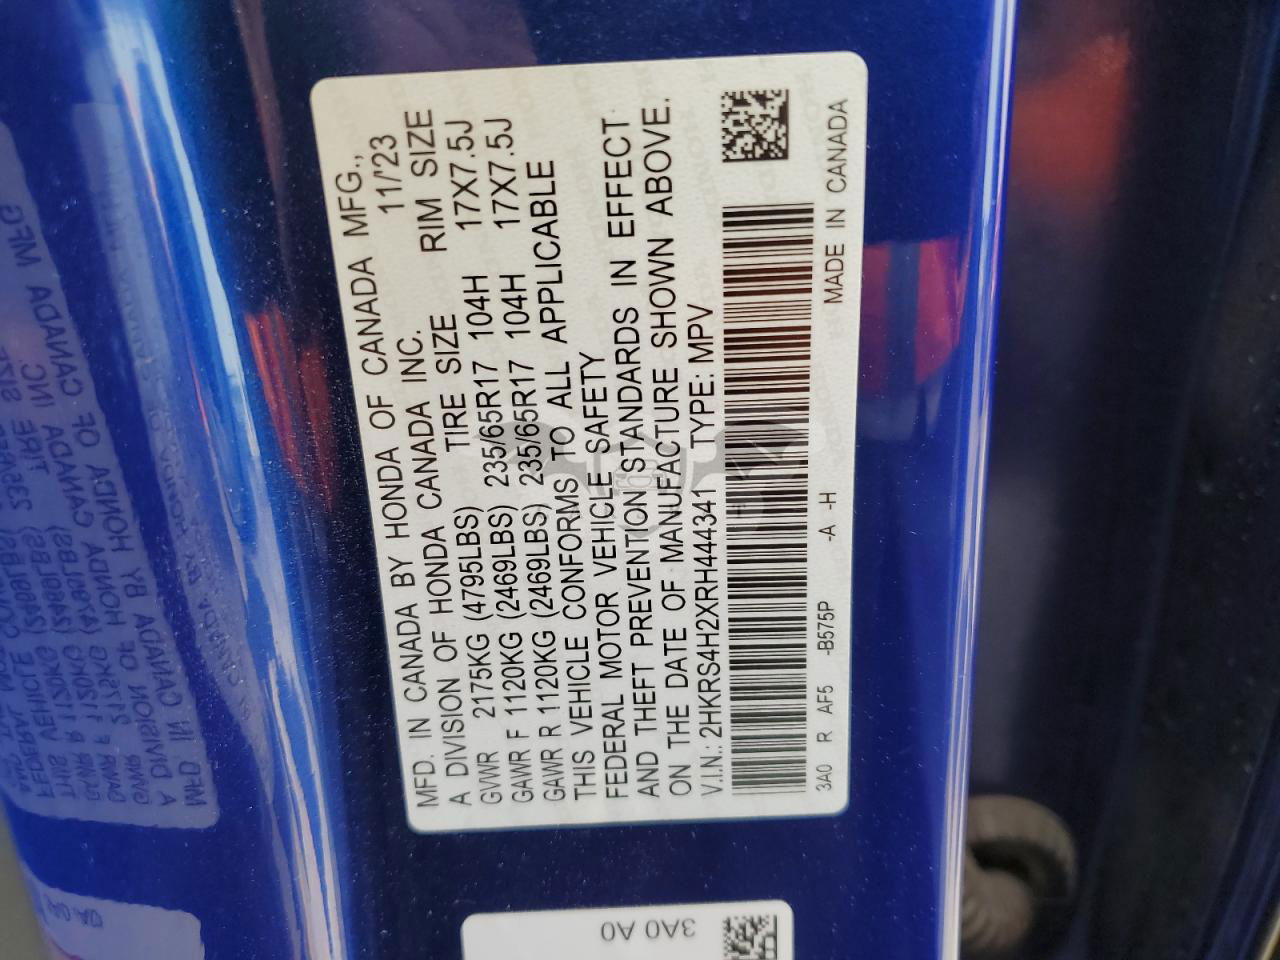 MFD. IN CANADA BY HONDA OF CANADA MFG.,
A DIVISION OF HONDA CANADA INC. 11/'23
GVWR 2175KG (4795LBS) TIRE SIZE RIM SIZE
GAWR F 1120KG (2469LBS) 235/65R17 104H 17X7.5J
GAWR R 1120KG (2469LBS) 235/65R17 104H 17X7.5J
THIS VEHICLE CONFORMS TO ALL APPLICABLE
FEDERAL MOTOR VEHICLE SAFETY
AND THEFT PREVENTION STANDARDS IN EFFECT
ON THE DATE OF MANUFACTURE SHOWN ABOVE.
V.I.N.: 2HKRS4H2XRH444341 TYPE: MPV
3A0 R AF5 -B575P -A -H MADE IN CANADA
3A0 A0